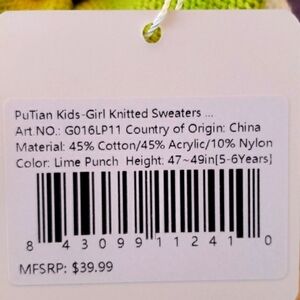 PuTian Kids-Girl Knitted Sweaters ...
Art.NO.: G016LP11 Country of Origin: China
Material: 45% Cotton/45% Acrylic/10% Nylon
Color: Lime Punch Height: 47~49in[5-6Years]
8 43099 11241 0
MFSRP: $39.99